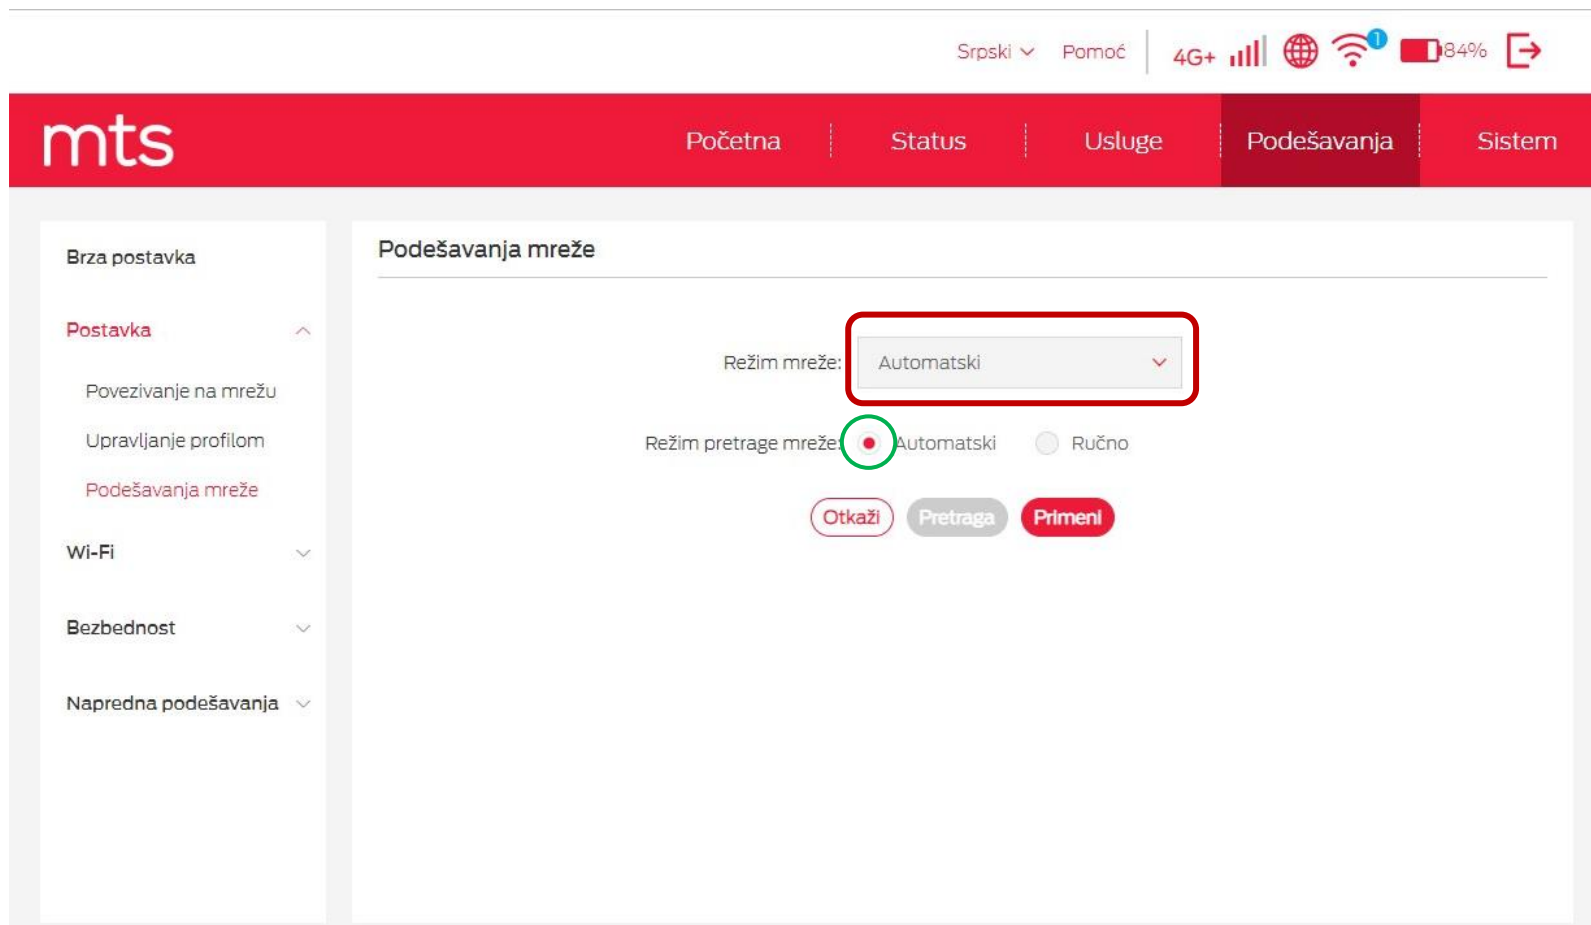 Srpski Pomoć 4G+ 1 84%
mts Početna Status Usluge Podešavanja Sistem
Brza postavka
Postavka
Povezivanje na mrežu
Upravljanje profilom
Podešavanja mreže
Wi-Fi
Bezbednost
Napredna podešavanja
Podešavanja mreže
Režim mreže: Automatski
Režim pretrage mreže: Automatski Ručno
Otkaži Pretraga Primeni